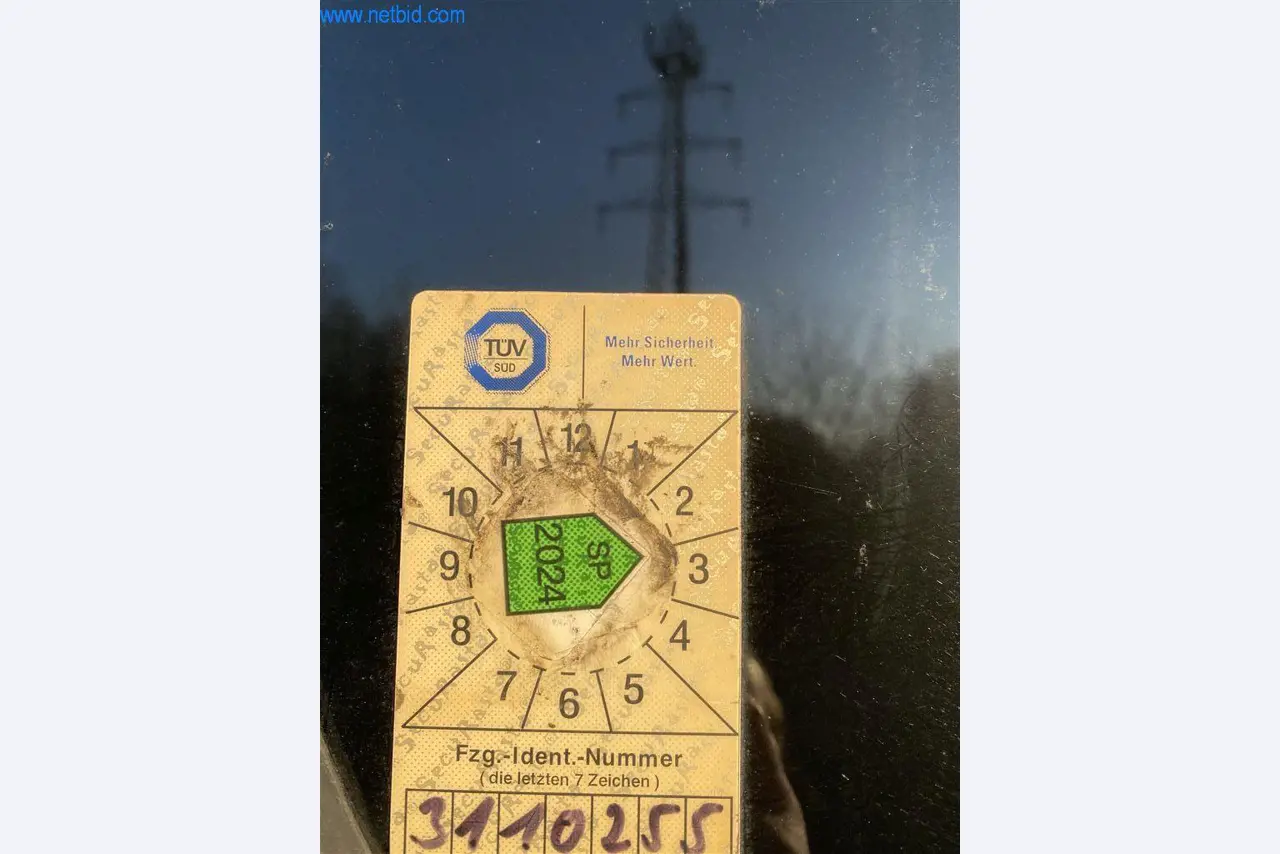 www.netbid.com
TÜV
SÜD
Mehr Sicherheit.
Mehr Wert.
11 12 1
10 2
9 3
8 4
7 6 5
SP
2024
Fzg.-Ident.-Nummer
( die letzten 7 Zeichen )
3110255